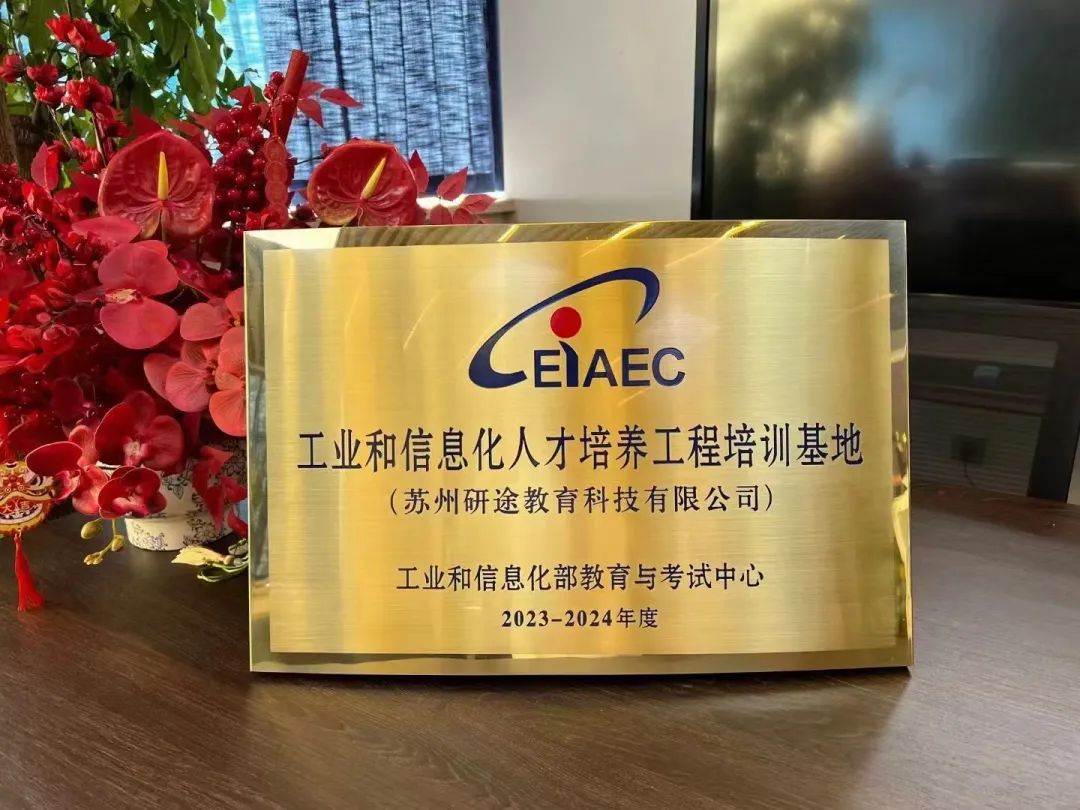 CEIAEC
工业和信息化人才培养工程培训基地
（苏州研途教育科技有限公司）
工业和信息化部教育与考试中心
2023-2024年度